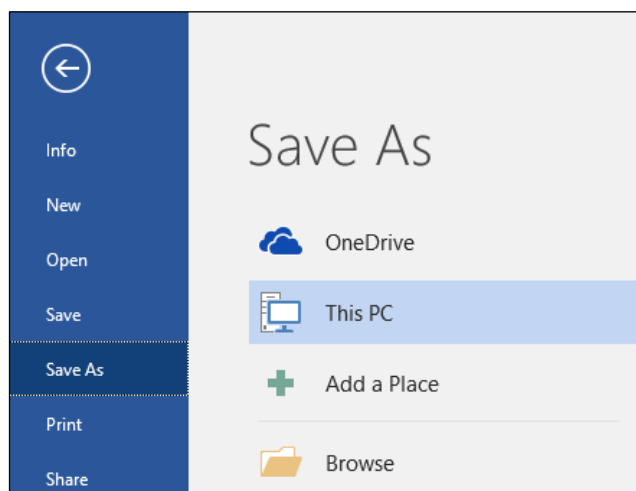 Info
New
Open
Save
Save As
Print
Share
Save As
OneDrive
This PC
Add a Place
Browse